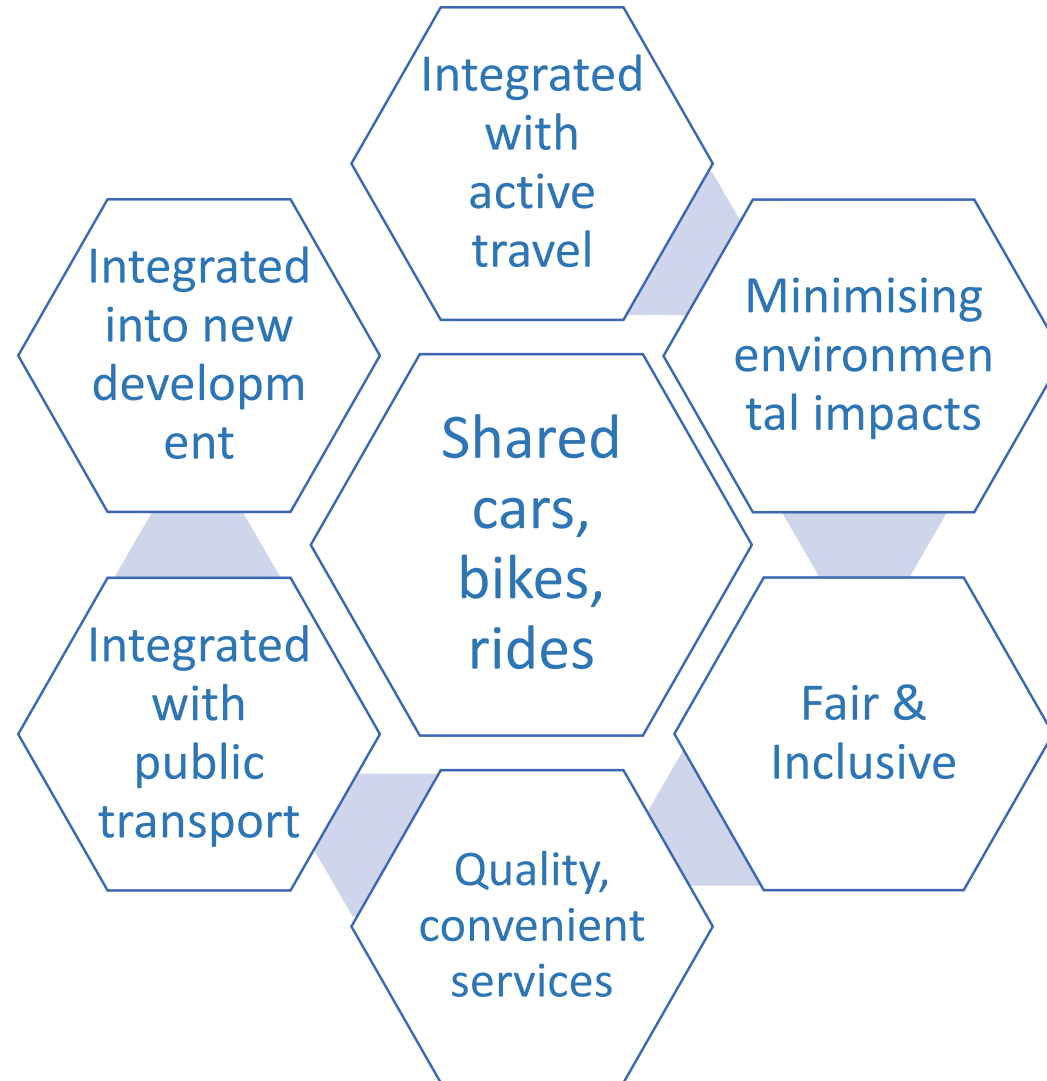 Integrated
with
active
travel
Minimising
environmen
tal impacts
Fair &
Inclusive
Quality,
convenient
services
Integrated
with
public
transport
Integrated
into new
developm
ent
Shared
cars,
bikes,
rides